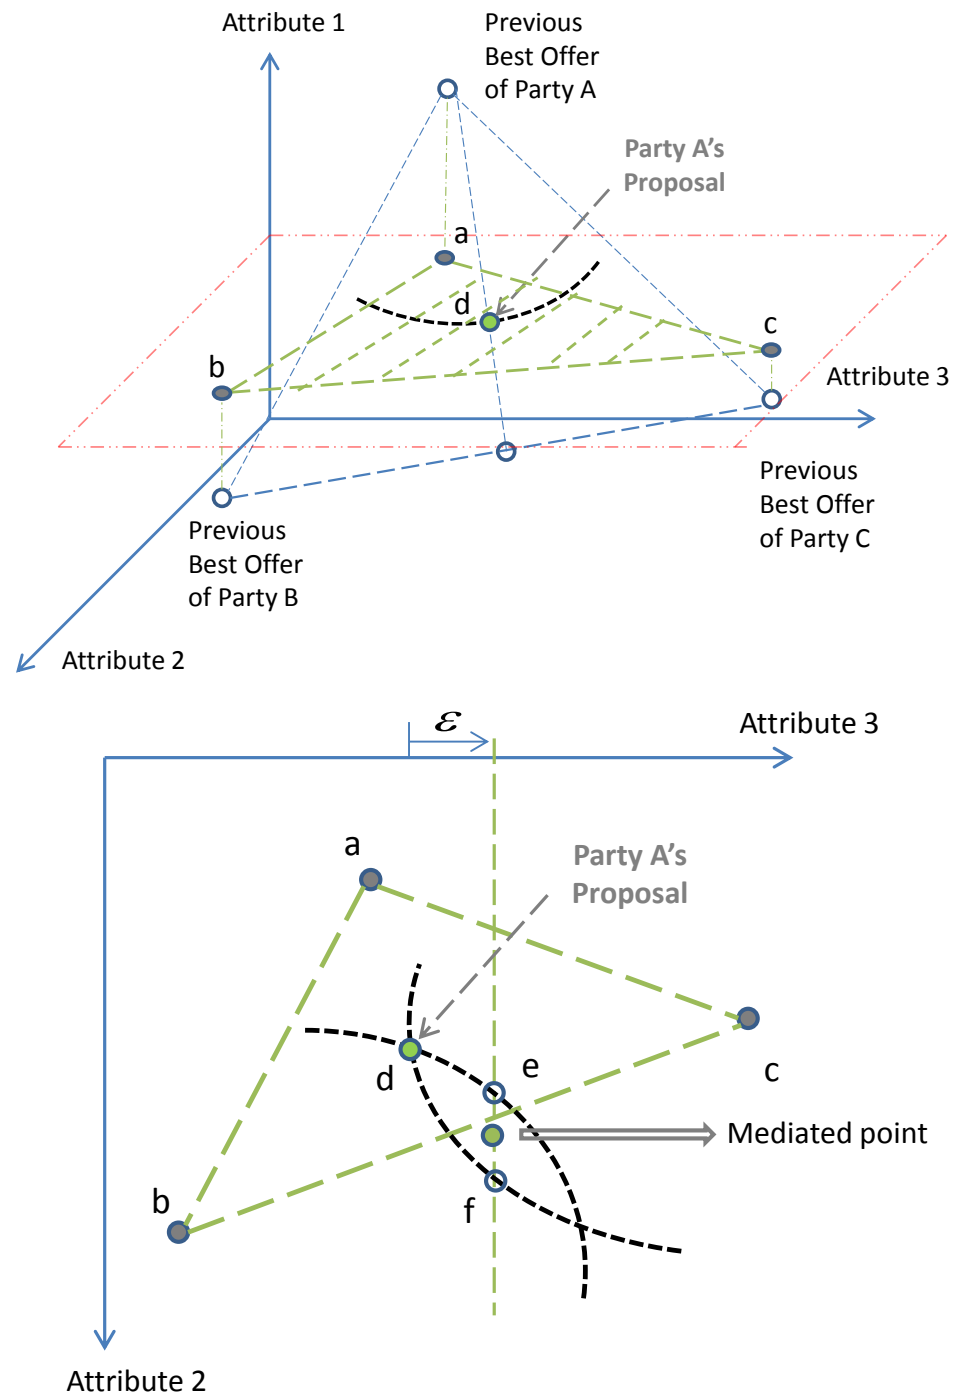 Attribute 1
Previous
Best Offer
of Party A
Party A's
Proposal
a
d
c
b
Attribute 3
Previous
Best Offer
of Party C
Previous
Best Offer
of Party B
Attribute 2
ε
Attribute 3
a
Party A's
Proposal
d
e
c
Mediated point
b
f
Attribute 2